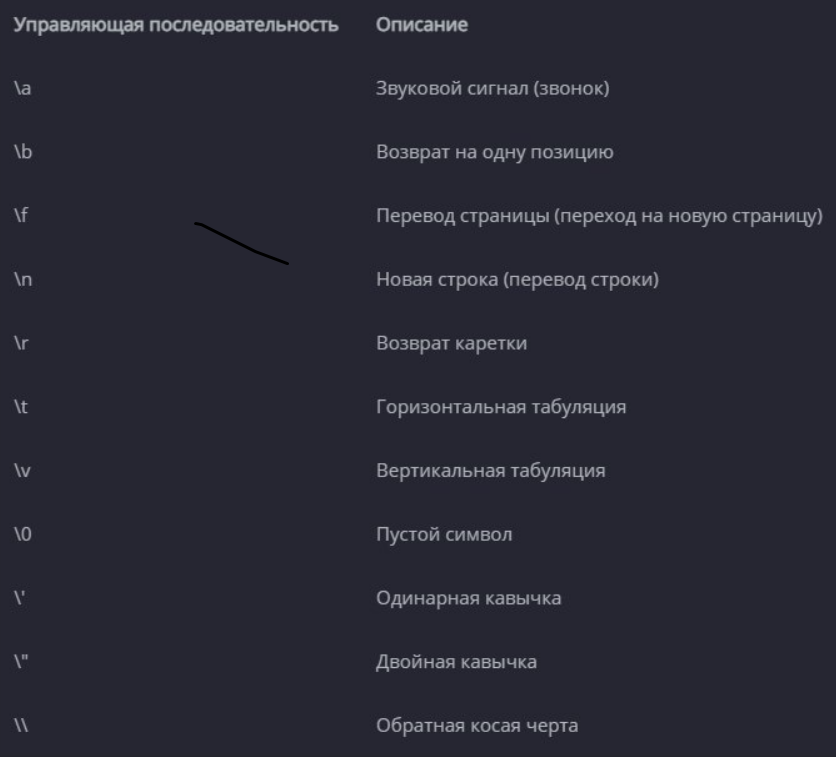 Управляющая последовательность Описание
\a Звуковой сигнал (звонок)
\b Возврат на одну позицию
\f Перевод страницы (переход на новую страницу)
\n Новая строка (перевод строки)
\r Возврат каретки
\t Горизонтальная табуляция
\v Вертикальная табуляция
\0 Пустой символ
\' Одинарная кавычка
\" Двойная кавычка
\\ Обратная косая черта